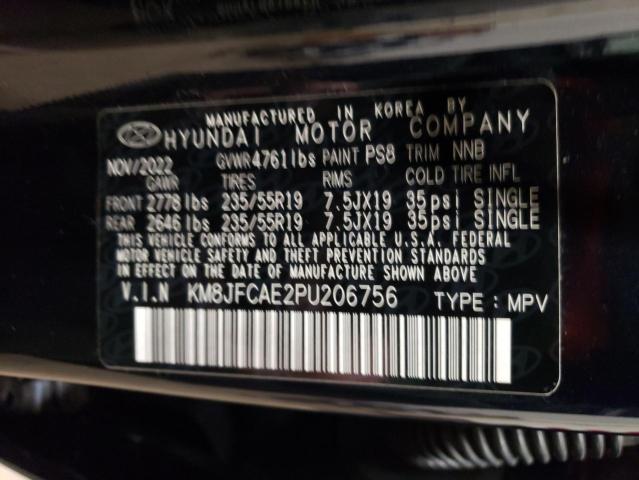 MANUFACTURED IN KOREA BY
HYUNDAI MOTOR COMPANY
NOV/2022 GVWR4761lbs PAINT PS8 TRIM NNB
GAWR TIRES RIMS COLD TIRE INFL
FRONT 2778 lbs 235/55R19 7.5JX19 35psi SINGLE
REAR 2646 lbs 235/55R19 7.5JX19 35psi SINGLE
THIS VEHICLE CONFORMS TO ALL APPLICABLE U.S.A. FEDERAL
MOTOR VEHICLE SAFETY AND THEFT PREVENTION STANDARDS
IN EFFECT ON THE DATE OF MANUFACTURE SHOWN ABOVE.
V.I.N KM8JFCAE2PU206756 TYPE : MPV